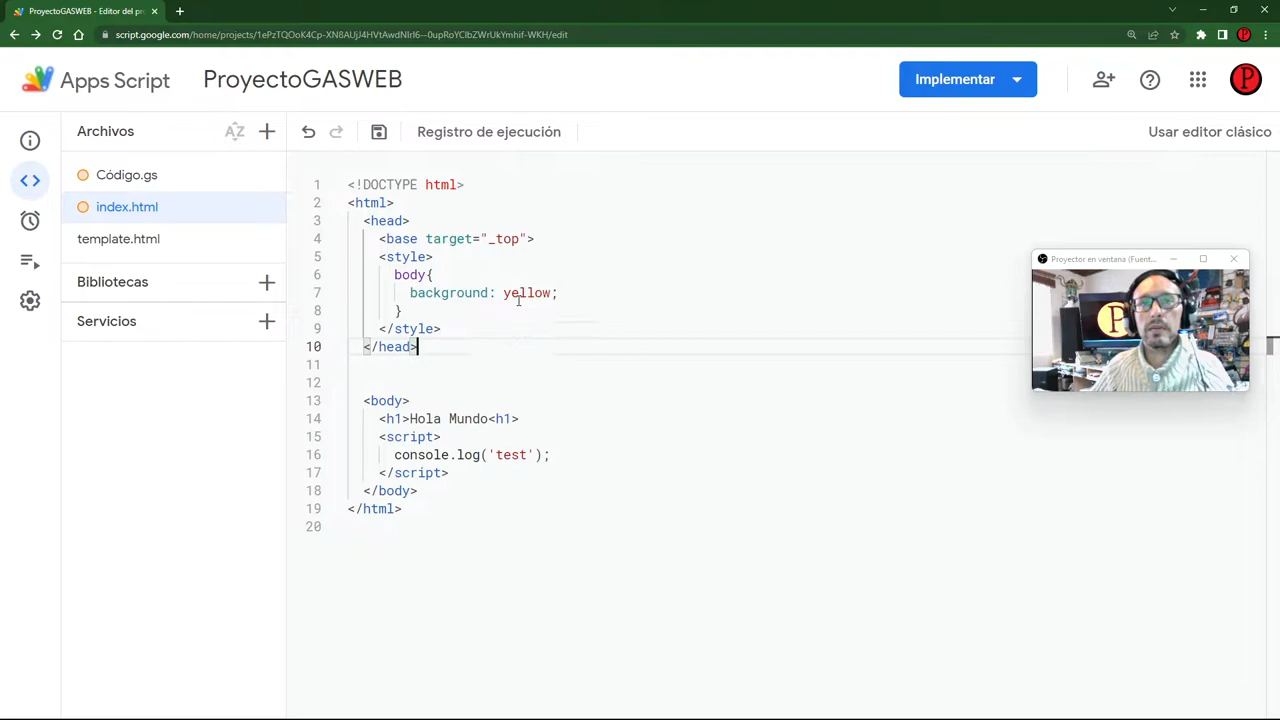 ProyectoGASWEB - Editor del pr
script.google.com/home/projects/1ePzTQOoK4Cp-XN8AUjJ4HVtAwdNlrI6--0upRoYClbZWrUkYmhif-WKH/edit
Apps Script
ProyectoGASWEB
Implementar
P
Archivos
AZ
Registro de ejecución
Usar editor clásico
Código.gs
index.html
template.html
Bibliotecas
Servicios
1 <!DOCTYPE html>
2 <html>
3 <head>
4 <base target="_top">
5 <style>
6 body{
7 background: yellow;
8 }
9 </style>
10 </head>
11
12
13 <body>
14 <h1>Hola Mundo<h1>
15 <script>
16 console.log('test');
17 </script>
18 </body>
19 </html>
20
Proyector en ventana (Fuent...
P